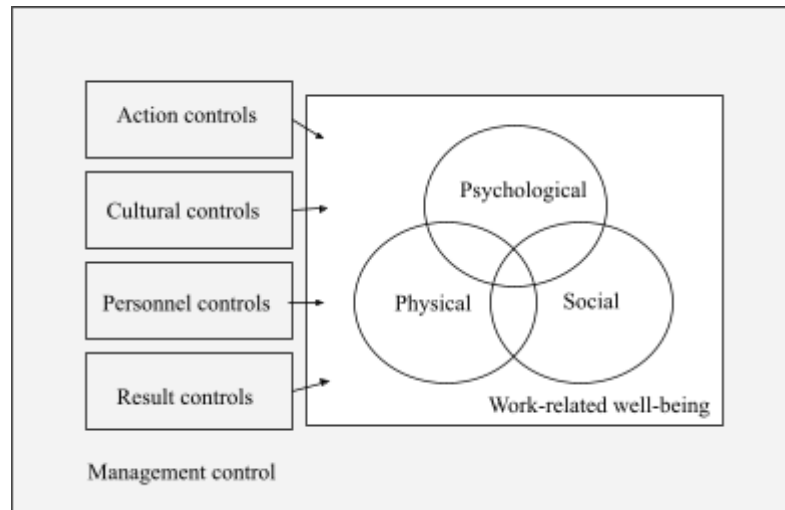 Action controls
Cultural controls
Personnel controls
Result controls
Management control
Psychological
Physical
Social
Work-related well-being